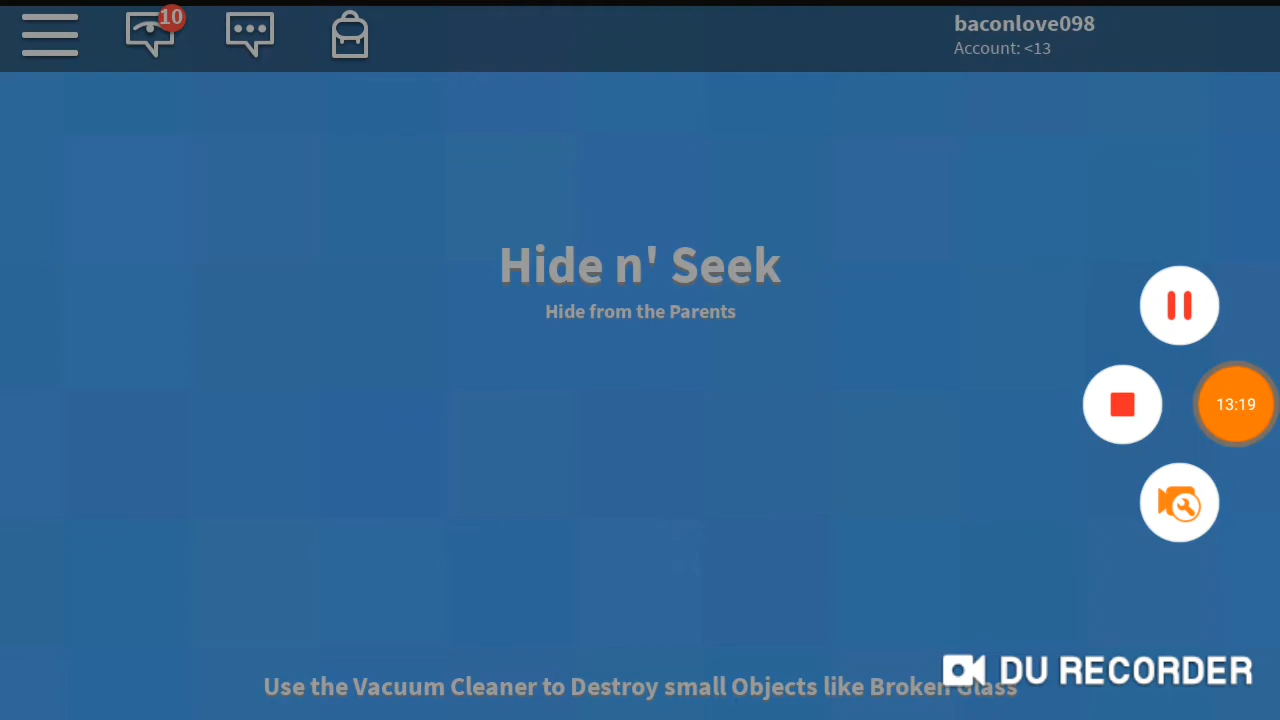 10
baconlove098
Account: <13
Hide n' Seek
Hide from the Parents
13:19
DU RECORDER
Use the Vacuum Cleaner to Destroy small Objects like Broken Glass